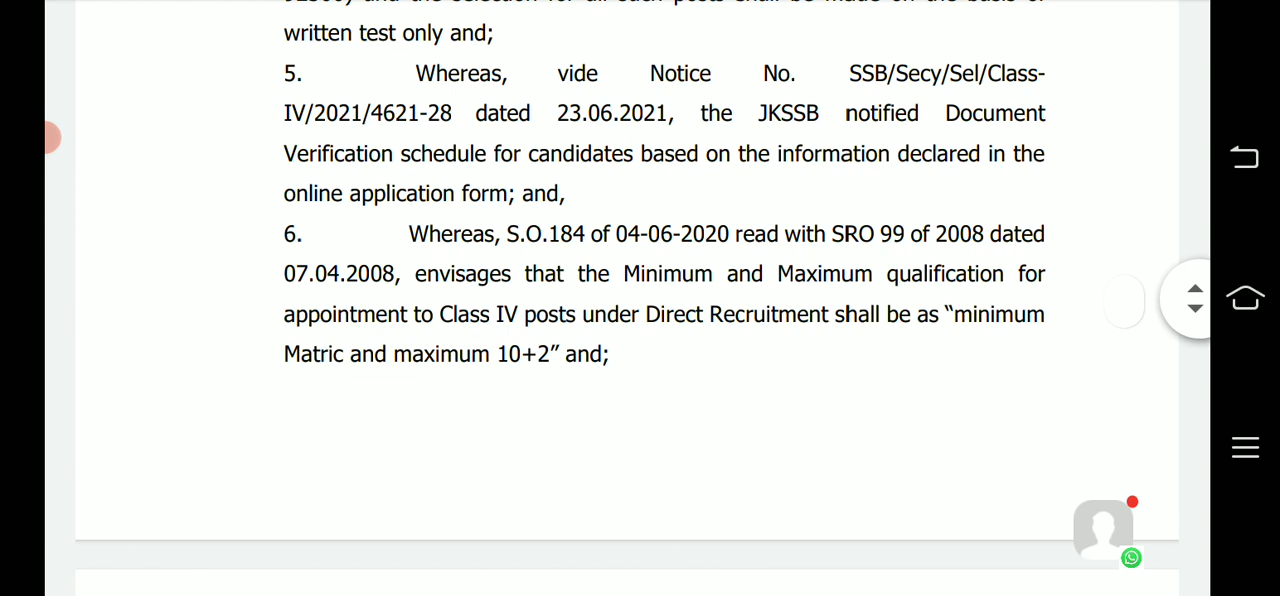 written test only and;
5. Whereas, vide Notice No. SSB/Secy/Sel/Class-
IV/2021/4621-28 dated 23.06.2021, the JKSSB notified Document
Verification schedule for candidates based on the information declared in the
online application form; and,
6. Whereas, S.O.184 of 04-06-2020 read with SRO 99 of 2008 dated
07.04.2008, envisages that the Minimum and Maximum qualification for
appointment to Class IV posts under Direct Recruitment shall be as “minimum
Matric and maximum 10+2” and;